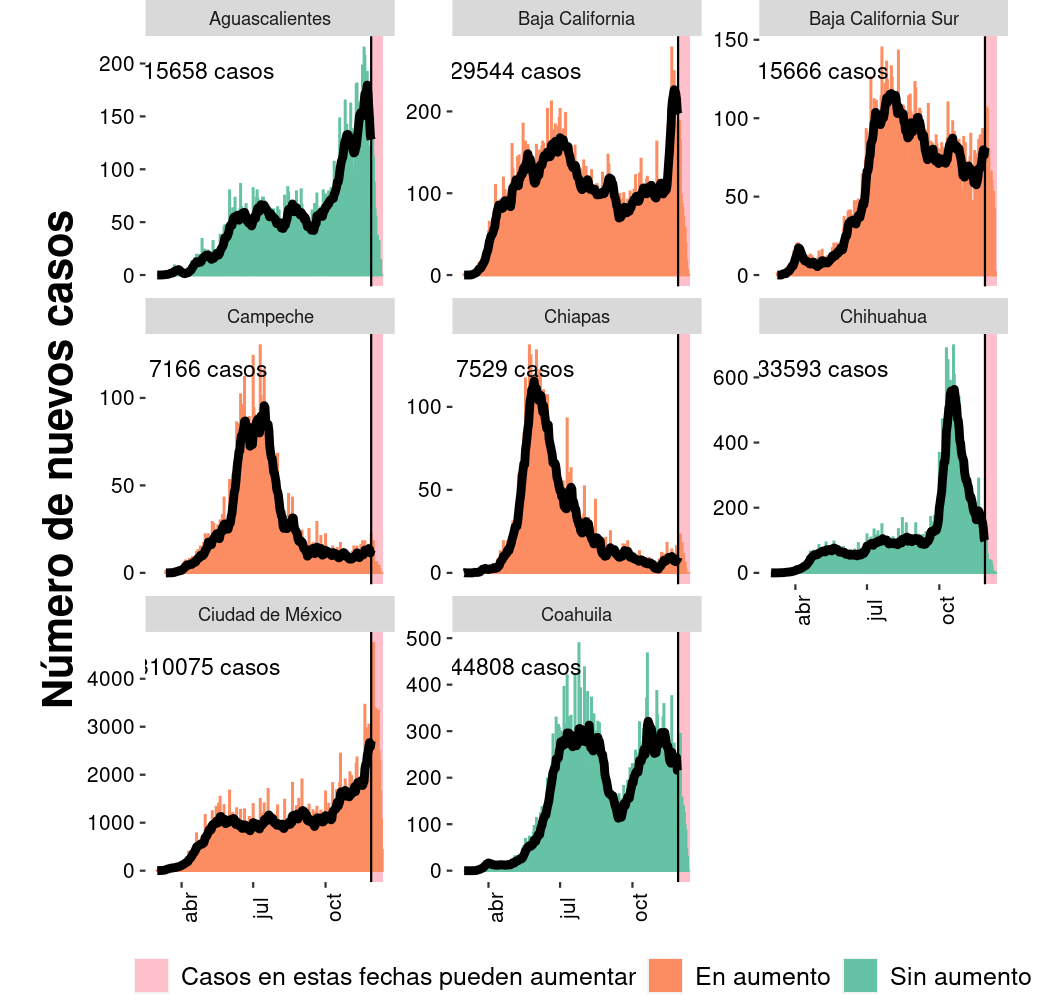 Número de nuevos casos
Aguascalientes
Baja California
Baja California Sur
200
150
100
50
0
15658 casos
200
100
0
29544 casos
150
100
50
0
15666 casos
Campeche
Chiapas
Chihuahua
100
50
0
7166 casos
100
50
0
7529 casos
600
400
200
0
33593 casos
abr
jul
oct
Ciudad de México
Coahuila
4000
3000
2000
1000
0
310075 casos
abr
jul
oct
500
400
300
200
100
0
44808 casos
abr
jul
oct
Casos en estas fechas pueden aumentar
En aumento
Sin aumento